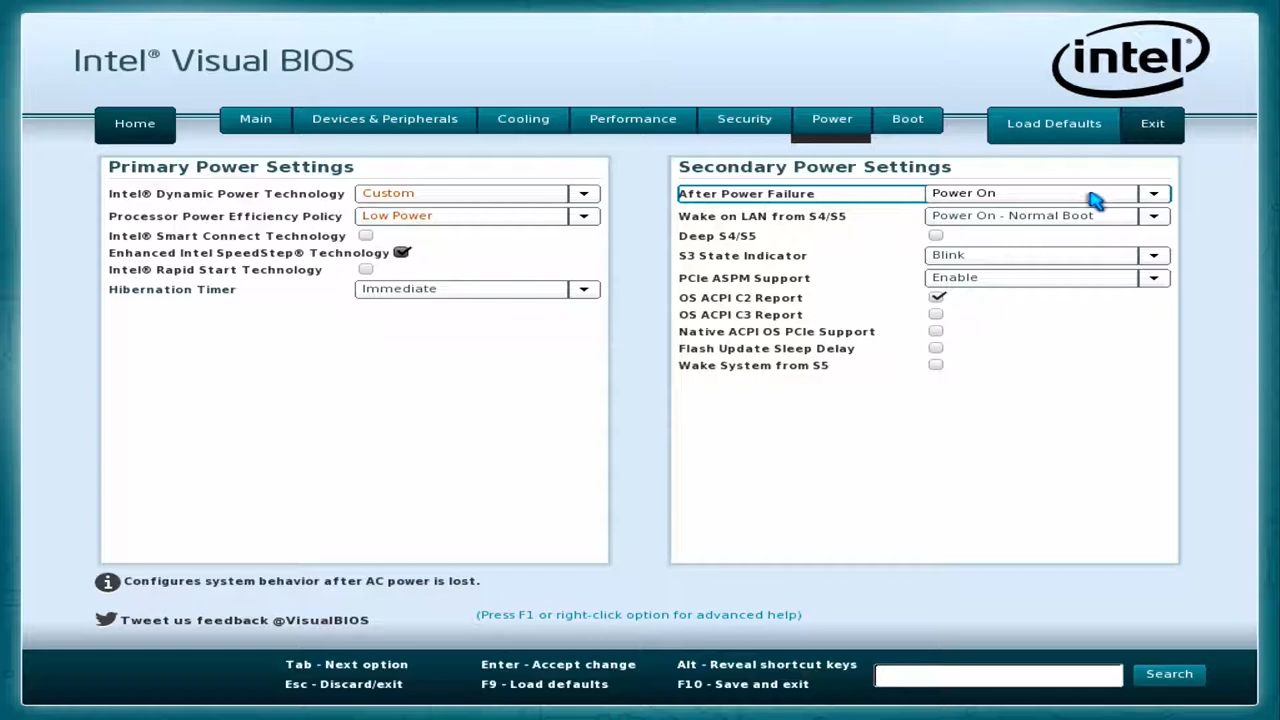 Intel® Visual BIOS
intel®
Home
Main
Devices & Peripherals
Cooling
Performance
Security
Power
Boot
Load Defaults
Exit
Primary Power Settings
Intel® Dynamic Power Technology Custom
Processor Power Efficiency Policy Low Power
Intel® Smart Connect Technology
Enhanced Intel SpeedStep® Technology
Intel® Rapid Start Technology
Hibernation Timer Immediate
Secondary Power Settings
After Power Failure Power On
Wake on LAN from S4/S5 Power On - Normal Boot
Deep S4/S5
S3 State Indicator Blink
PCIe ASPM Support Enable
OS ACPI C2 Report
OS ACPI C3 Report
Native ACPI OS PCIe Support
Flash Update Sleep Delay
Wake System from S5
Configures system behavior after AC power is lost.
Tweet us feedback @VisualBIOS
(Press F1 or right-click option for advanced help)
Tab - Next option
Enter - Accept change
Alt - Reveal shortcut keys
Esc - Discard/exit
F9 - Load defaults
F10 - Save and exit
Search